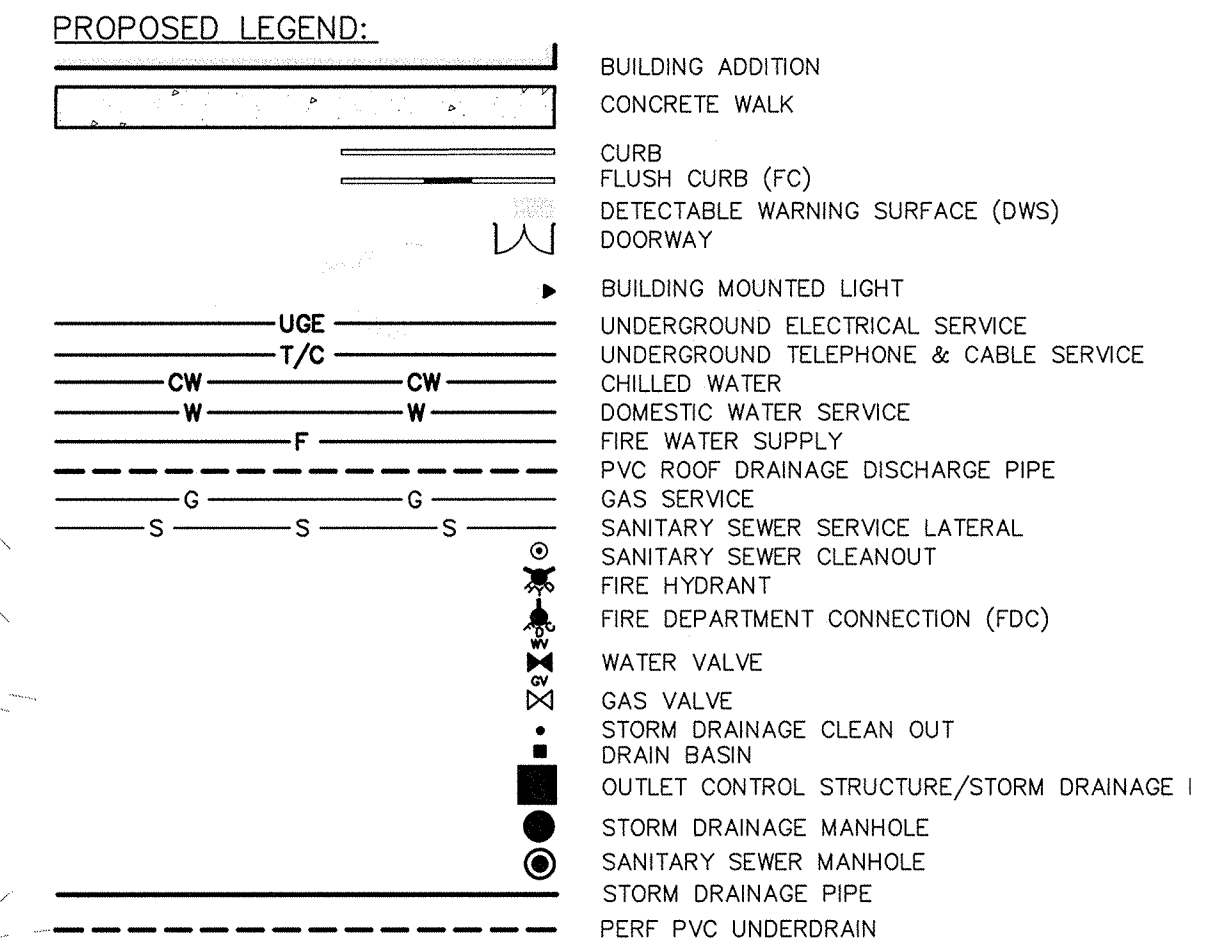 PROPOSED LEGEND:
BUILDING ADDITION
CONCRETE WALK
CURB
FLUSH CURB (FC)
DETECTABLE WARNING SURFACE (DWS)
DOORWAY
BUILDING MOUNTED LIGHT
UGE UNDERGROUND ELECTRICAL SERVICE
T/C UNDERGROUND TELEPHONE & CABLE SERVICE
CW CW CHILLED WATER
W W DOMESTIC WATER SERVICE
F FIRE WATER SUPPLY
PVC ROOF DRAINAGE DISCHARGE PIPE
G G GAS SERVICE
S S S SANITARY SEWER SERVICE LATERAL
SANITARY SEWER CLEANOUT
FIRE HYDRANT
FIRE DEPARTMENT CONNECTION (FDC)
WV
WATER VALVE
GV
GAS VALVE
STORM DRAINAGE CLEAN OUT
DRAIN BASIN
OUTLET CONTROL STRUCTURE/STORM DRAINAGE
STORM DRAINAGE MANHOLE
SANITARY SEWER MANHOLE
STORM DRAINAGE PIPE
PERF PVC UNDERDRAIN